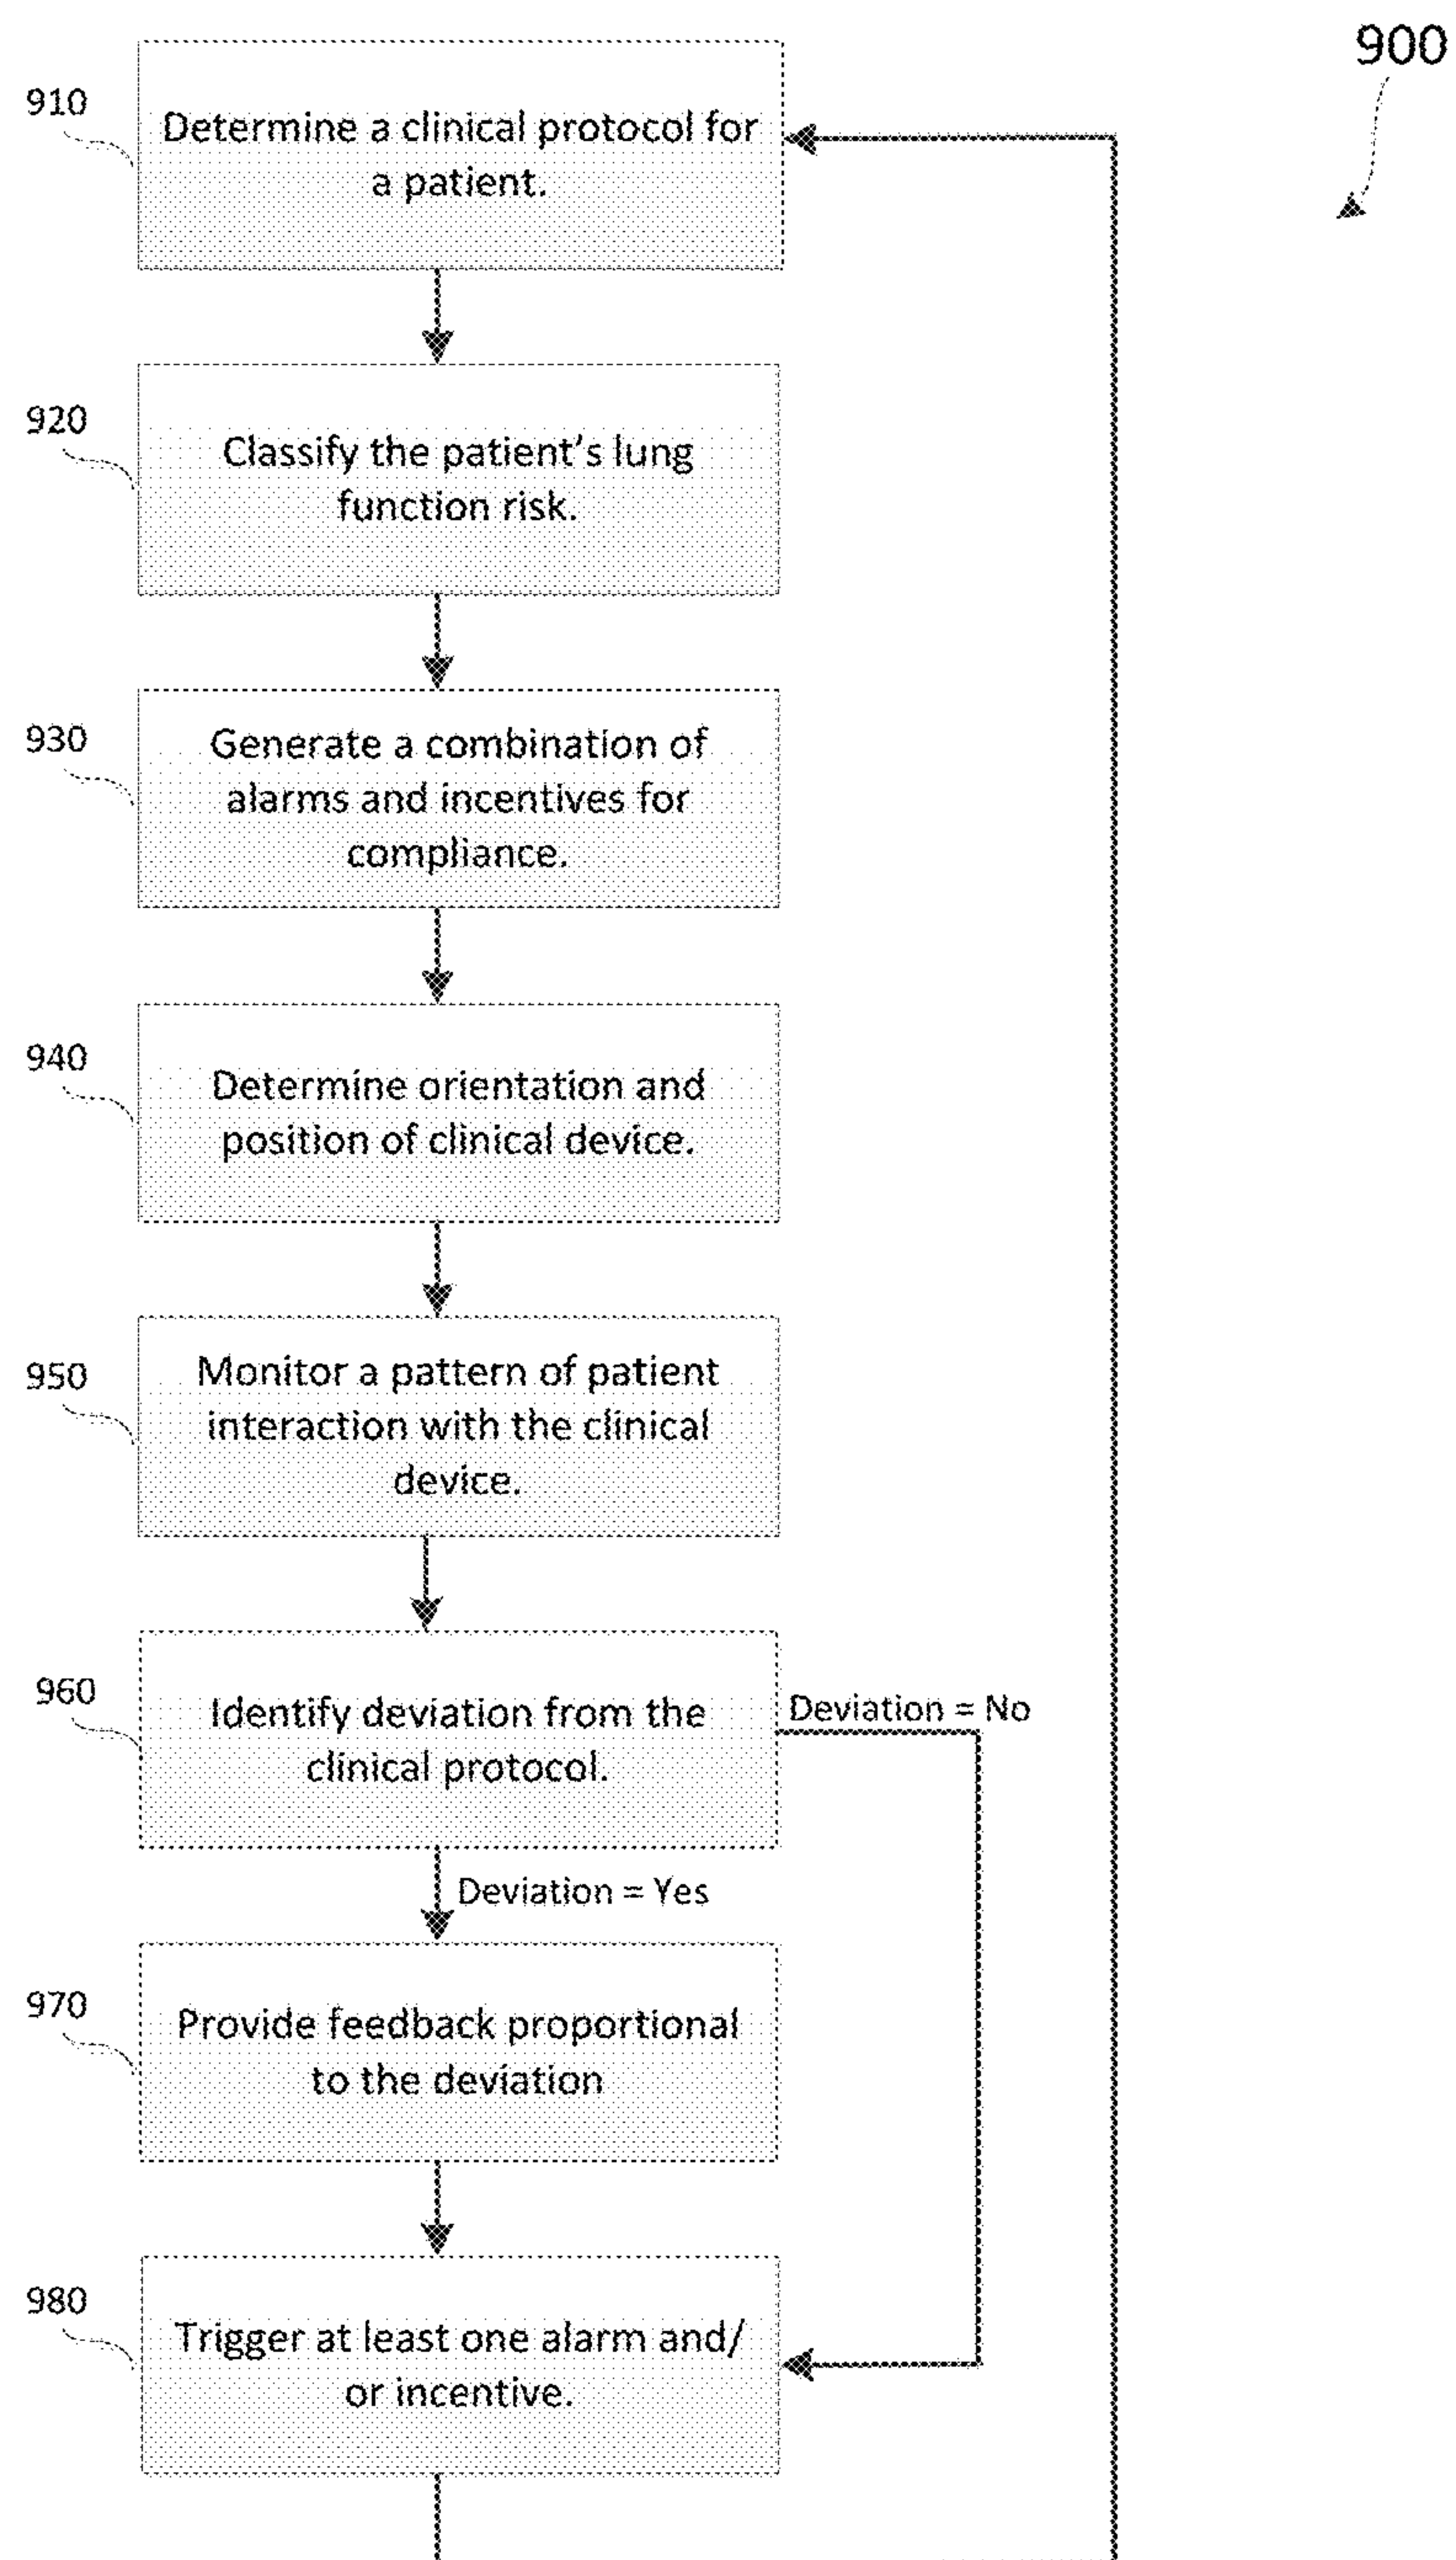 900
910
Determine a clinical protocol for
a patient.
920
Classify the patient's lung
function risk.
930
Generate a combination of
alarms and incentives for
compliance.
940
Determine orientation and
position of clinical device.
950
Monitor a pattern of patient
interaction with the clinical
device.
960
Identify deviation from the
clinical protocol.
Deviation = No
Deviation = Yes
970
Provide feedback proportional
to the deviation
980
Trigger at least one alarm and/
or incentive.